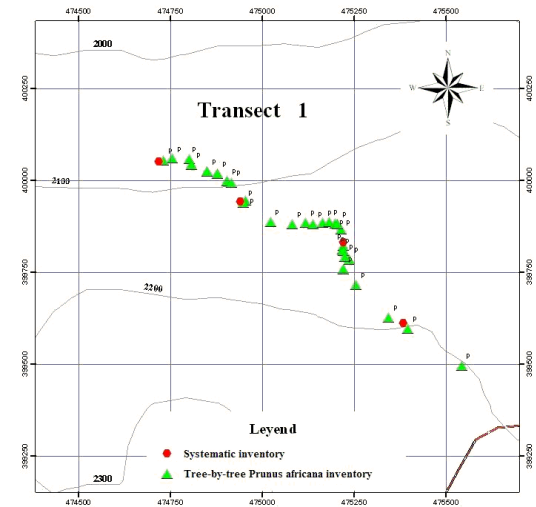 474500 474750 475000 475250 475500
2000
N
W E
S
400250 400250
Transect 1
P P P
P P
P P
400000 400000
2100
P P
P P P P P P P
P
P P
399750 399750
P
2200
P P
P
399500 399500
Leyend
Systematic inventory
399250 399250
Tree-by-tree Prunus africana inventory
2300
474500 474750 475000 475250 475500